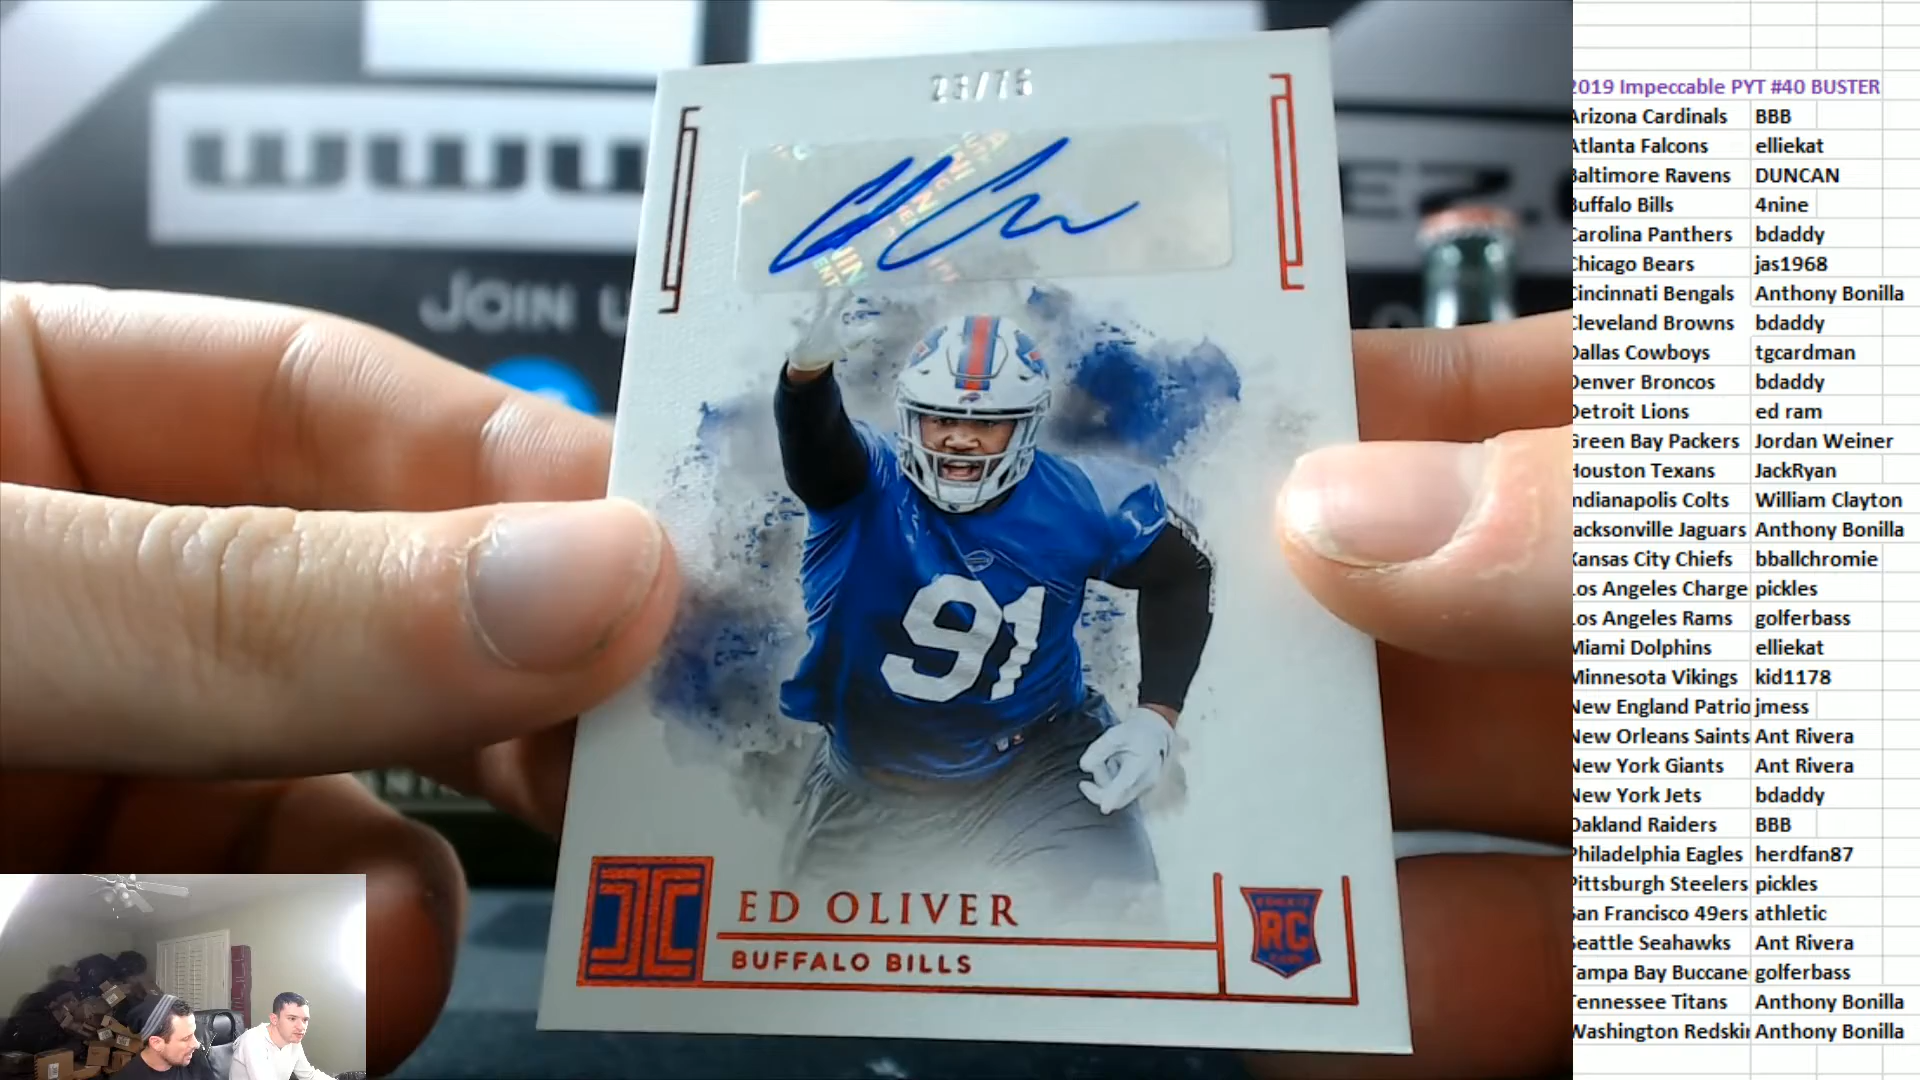 WWW
EZ.
JOIN U
23/75
91
ED OLIVER
BUFFALO BILLS
RC
2019 Impeccable PYT #40 BUSTER
Arizona Cardinals BBB
Atlanta Falcons elliekat
Baltimore Ravens DUNCAN
Buffalo Bills 4nine
Carolina Panthers bdaddy
Chicago Bears jas1968
Cincinnati Bengals Anthony Bonilla
Cleveland Browns bdaddy
Dallas Cowboys tgcardman
Denver Broncos bdaddy
Detroit Lions ed ram
Green Bay Packers Jordan Weiner
Houston Texans JackRyan
Indianapolis Colts William Clayton
Jacksonville Jaguars Anthony Bonilla
Kansas City Chiefs bballchromie
Los Angeles Charge pickles
Los Angeles Rams golferbass
Miami Dolphins elliekat
Minnesota Vikings kid1178
New England Patrio jmess
New Orleans Saints Ant Rivera
New York Giants Ant Rivera
New York Jets bdaddy
Oakland Raiders BBB
Philadelphia Eagles herdfan87
Pittsburgh Steelers pickles
San Francisco 49ers athletic
Seattle Seahawks Ant Rivera
Tampa Bay Buccane golferbass
Tennessee Titans Anthony Bonilla
Washington Redskin Anthony Bonilla